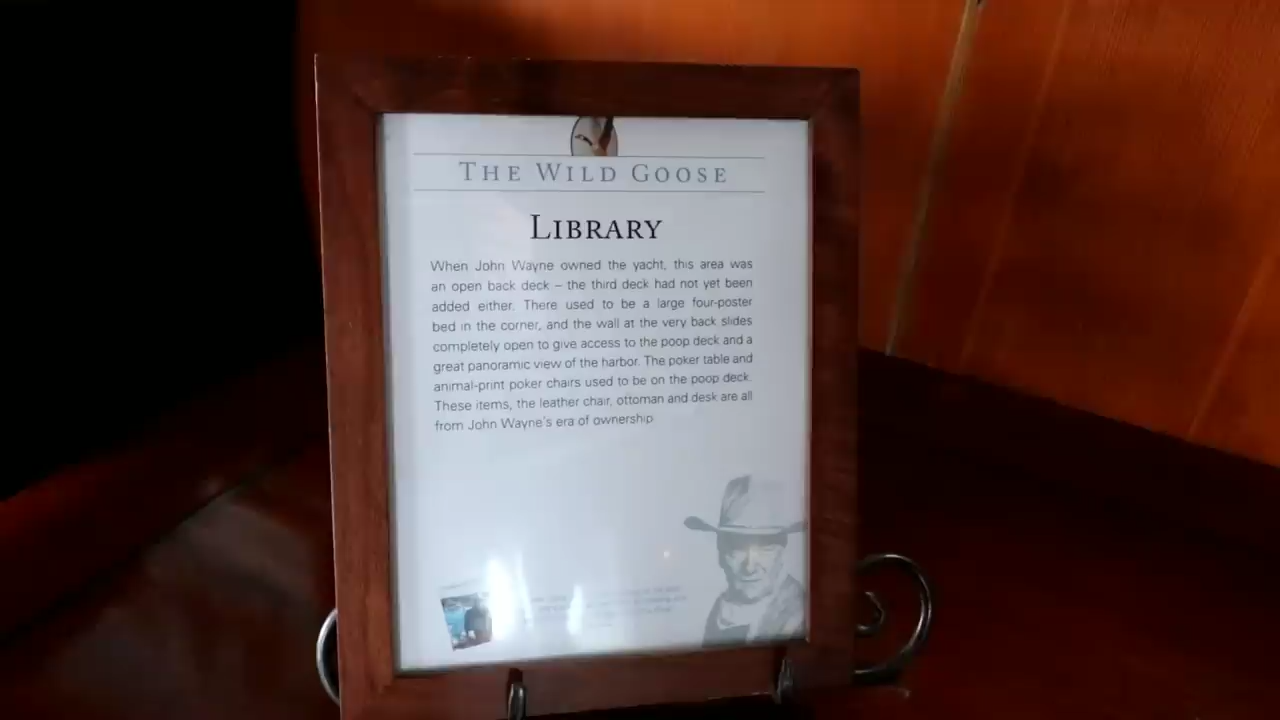 THE WILD GOOSE
LIBRARY
When John Wayne owned the yacht, this area was
an open back deck – the third deck had not yet been
added either. There used to be a large four-poster
bed in the corner, and the wall at the very back slides
completely open to give access to the poop deck and a
great panoramic view of the harbor. The poker table and
animal-print poker chairs used to be on the poop deck.
These items, the leather chair, ottoman and desk are all
from John Wayne's era of ownership